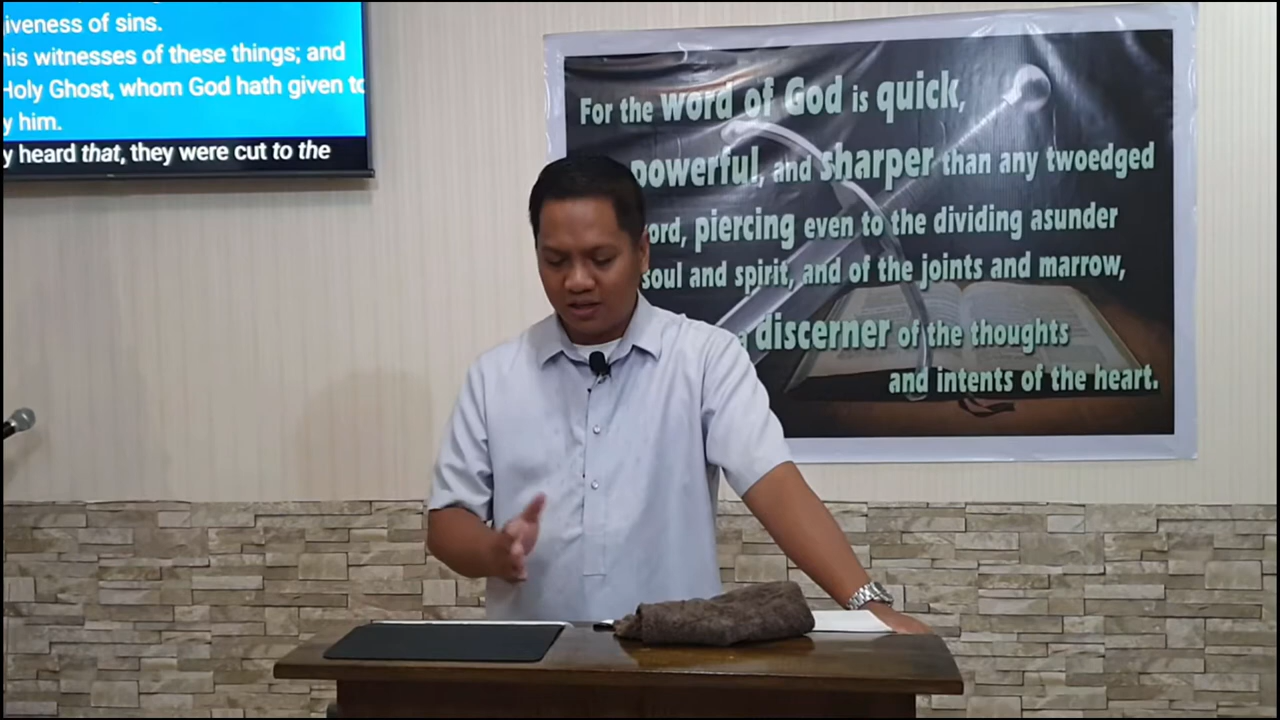 iveness of sins.
his witnesses of these things; and
Holy Ghost, whom God hath given to
y him.
y heard that, they were cut to the
For the word of God is quick,
powerful, and sharper than any twoedged
ord, piercing even to the dividing asunder
soul and spirit, and of the joints and marrow,
a discerner of the thoughts
and intents of the heart.